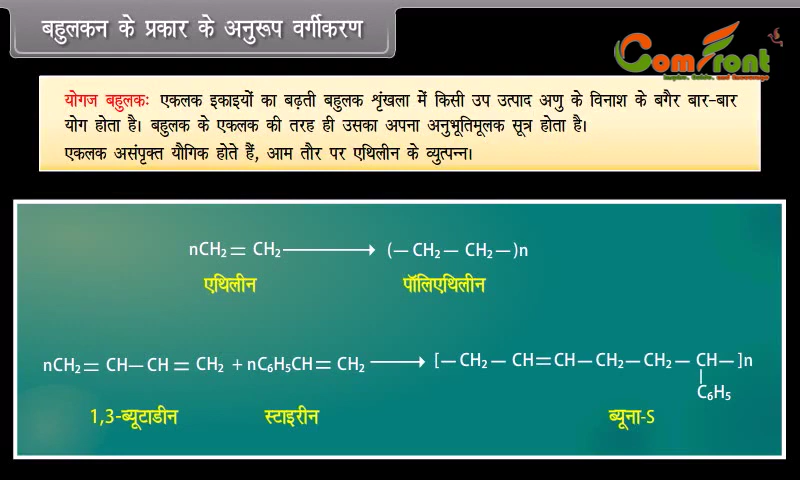 बहुलकन के प्रकार के अनुरूप वर्गीकरण
ComFront
योगज बहुलकः एकलक इकाइयों का बढ़ती बहुलक शृंखला में किसी उप उत्पाद अणु के विनाश के बगैर बार-बार
योग होता है। बहुलक के एकलक की तरह ही उसका अपना अनुभूतिमूलक सूत्र होता है।
एकलक असंपृक्त यौगिक होते हैं, आम तौर पर एथिलीन के व्युत्पन्न।
nCH₂=CH₂ ⟶ (—CH₂—CH₂—)n
एथिलीन पॉलिएथिलीन
nCH₂=CH—CH=CH₂ + nC₆H₅CH=CH₂ ⟶ [—CH₂—CH=CH—CH₂—CH₂—CH—]n
C₆H₅
1,3-ब्यूटाडीन स्टाइरीन ब्यूना-S